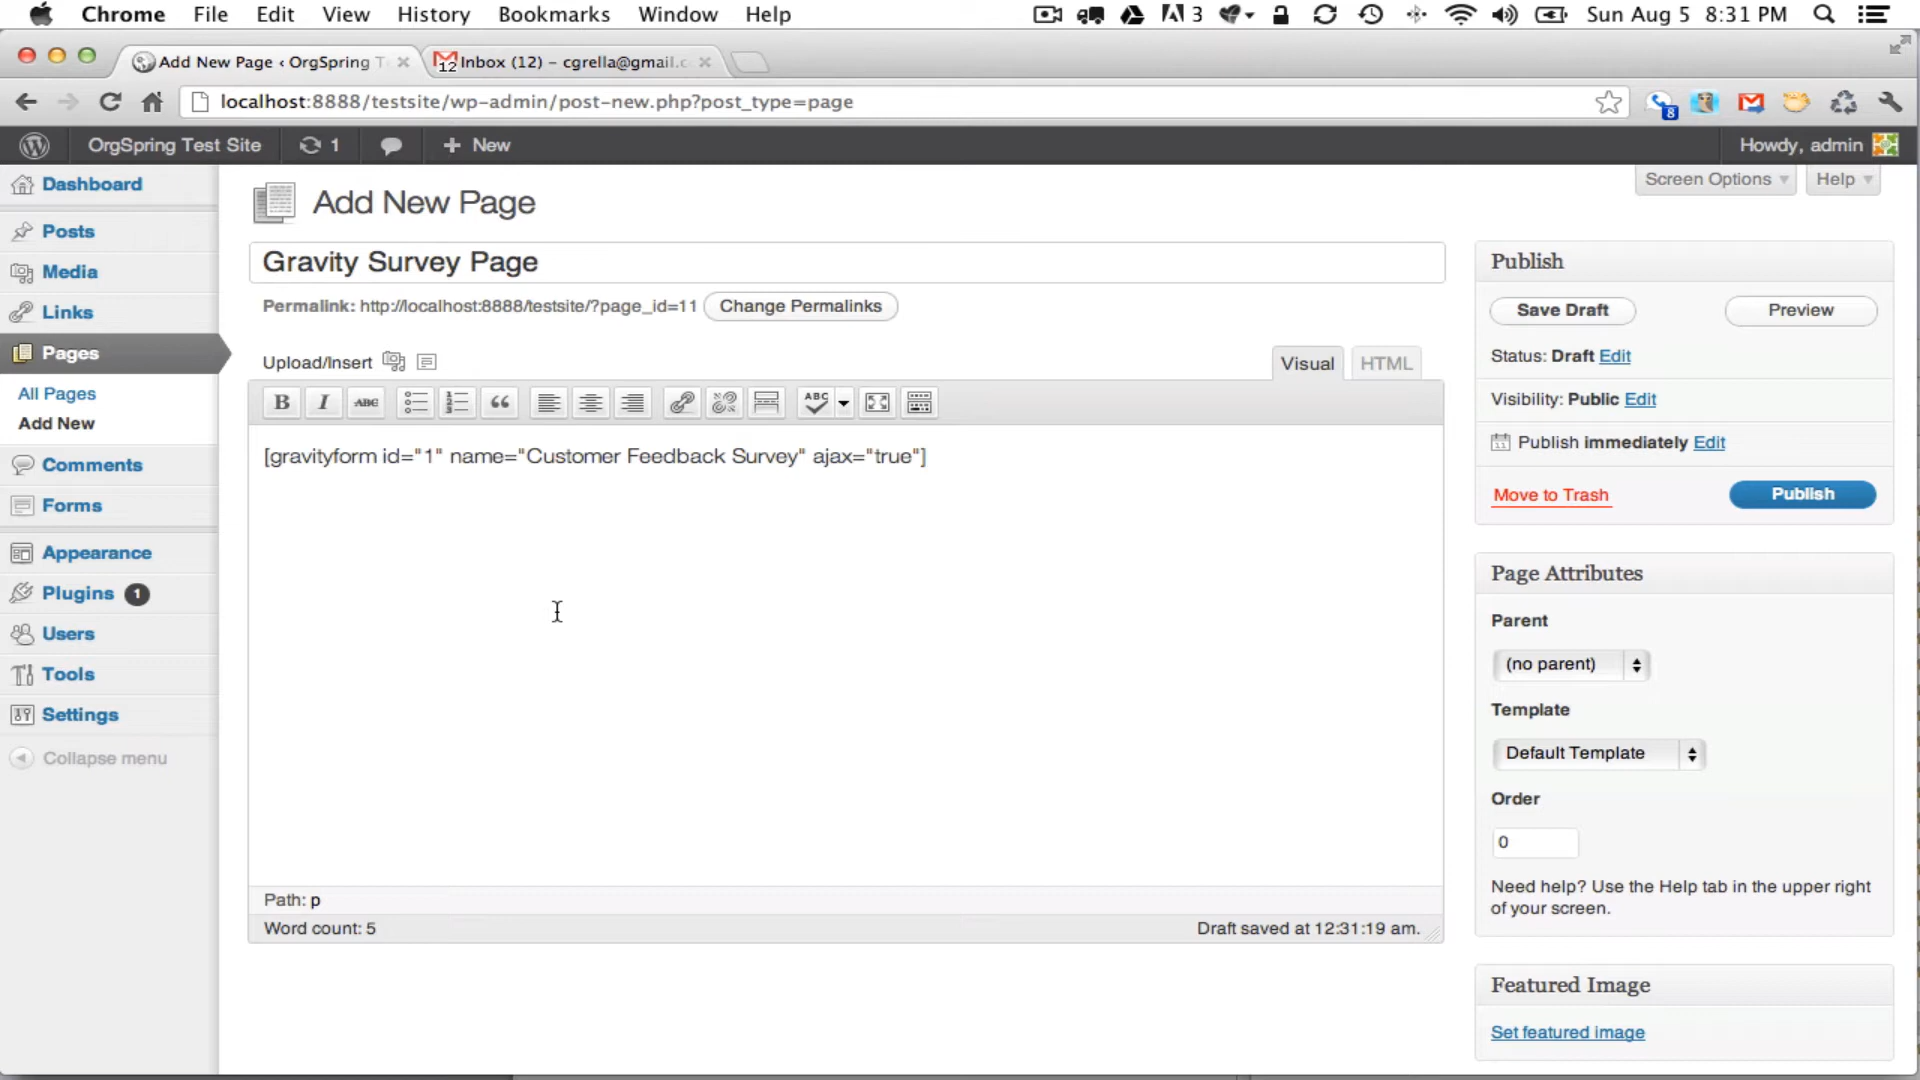 Chrome File Edit View History Bookmarks Window Help 3 Sun Aug 5 8:31 PM
Add New Page ‹ OrgSpring T 12 Inbox (12) – cgrella@gmail.c
localhost:8888/testsite/wp-admin/post-new.php?post_type=page 8
OrgSpring Test Site 1 + New Howdy, admin
Screen Options Help
Dashboard
Posts
Media
Links
Pages
All Pages
Add New
Comments
Forms
Appearance
Plugins 1
Users
Tools
Settings
Collapse menu
Add New Page
Gravity Survey Page
Permalink: http://localhost:8888/testsite/?page_id=11 Change Permalinks
Upload/Insert Visual HTML
B I ABC ABC
[gravityform id="1" name="Customer Feedback Survey" ajax="true"]
Path: p
Word count: 5 Draft saved at 12:31:19 am.
Publish
Save Draft Preview
Status: Draft Edit
Visibility: Public Edit
Publish immediately Edit
Move to Trash Publish
Page Attributes
Parent
(no parent)
Template
Default Template
Order
0
Need help? Use the Help tab in the upper right
of your screen.
Featured Image
Set featured image